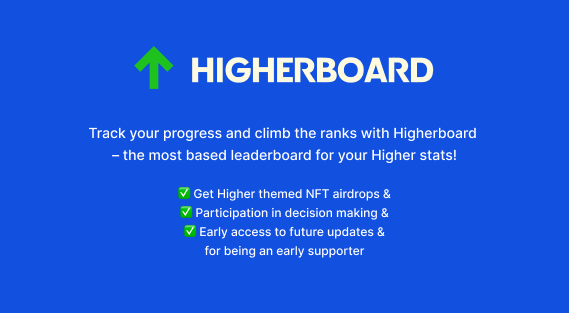 HIGHERBOARD
Track your progress and climb the ranks with Higherboard
– the most based leaderboard for your Higher stats!
✅ Get Higher themed NFT airdrops &
✅ Participation in decision making &
✅ Early access to future updates &
for being an early supporter